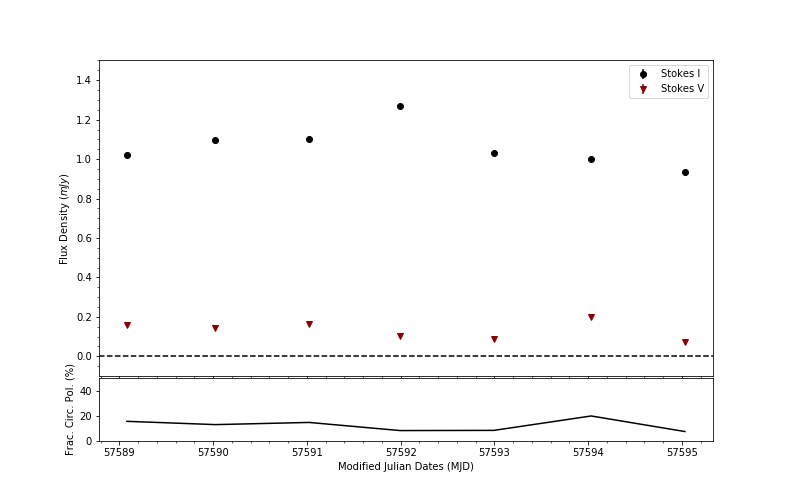 Stokes I
Stokes V
1.4
1.2
1.0
0.8
0.6
0.4
0.2
0.0
Flux Density (mJy)
40
20
0
Frac. Circ. Pol. (%)
57589 57590 57591 57592 57593 57594 57595
Modified Julian Dates (MJD)